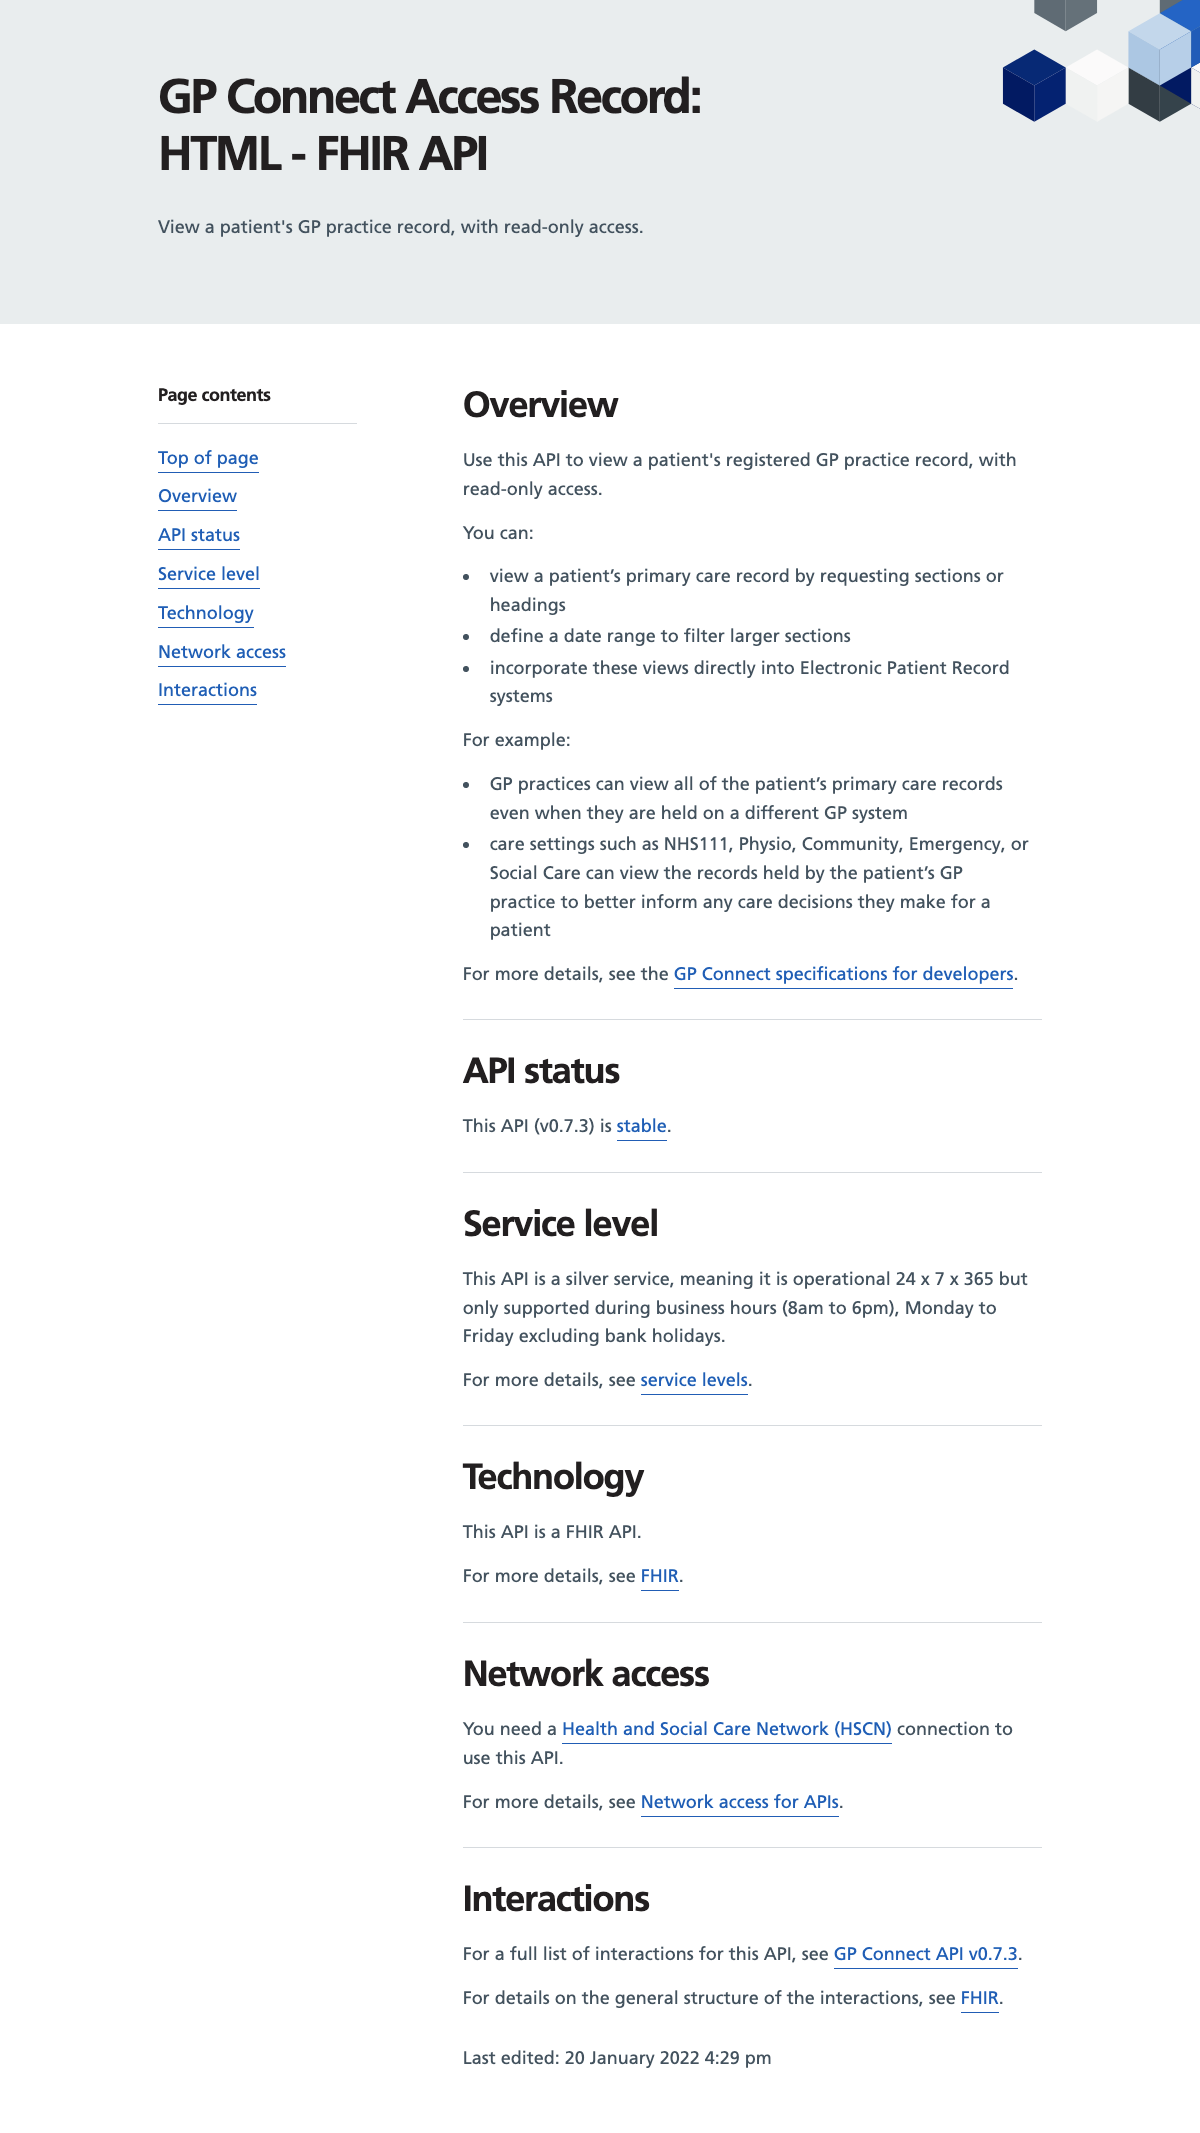 GP Connect Access Record:
HTML - FHIR API
View a patient's GP practice record, with read-only access.
Page contents
Top of page
Overview
API status
Service level
Technology
Network access
Interactions
Overview
Use this API to view a patient's registered GP practice record, with
read-only access.
You can:
• view a patient’s primary care record by requesting sections or
headings
• define a date range to filter larger sections
• incorporate these views directly into Electronic Patient Record
systems
For example:
• GP practices can view all of the patient’s primary care records
even when they are held on a different GP system
• care settings such as NHS111, Physio, Community, Emergency, or
Social Care can view the records held by the patient’s GP
practice to better inform any care decisions they make for a
patient
For more details, see the GP Connect specifications for developers.
API status
This API (v0.7.3) is stable.
Service level
This API is a silver service, meaning it is operational 24 x 7 x 365 but
only supported during business hours (8am to 6pm), Monday to
Friday excluding bank holidays.
For more details, see service levels.
Technology
This API is a FHIR API.
For more details, see FHIR.
Network access
You need a Health and Social Care Network (HSCN) connection to
use this API.
For more details, see Network access for APIs.
Interactions
For a full list of interactions for this API, see GP Connect API v0.7.3.
For details on the general structure of the interactions, see FHIR.
Last edited: 20 January 2022 4:29 pm